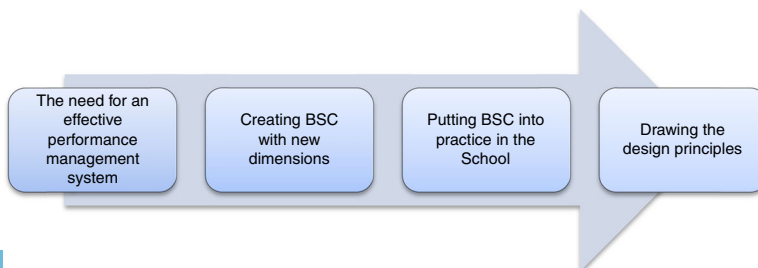 The need for an
effective
performance
management
system
Creating BSC
with new
dimensions
Putting BSC into
practice in the
School
Drawing the
design principles